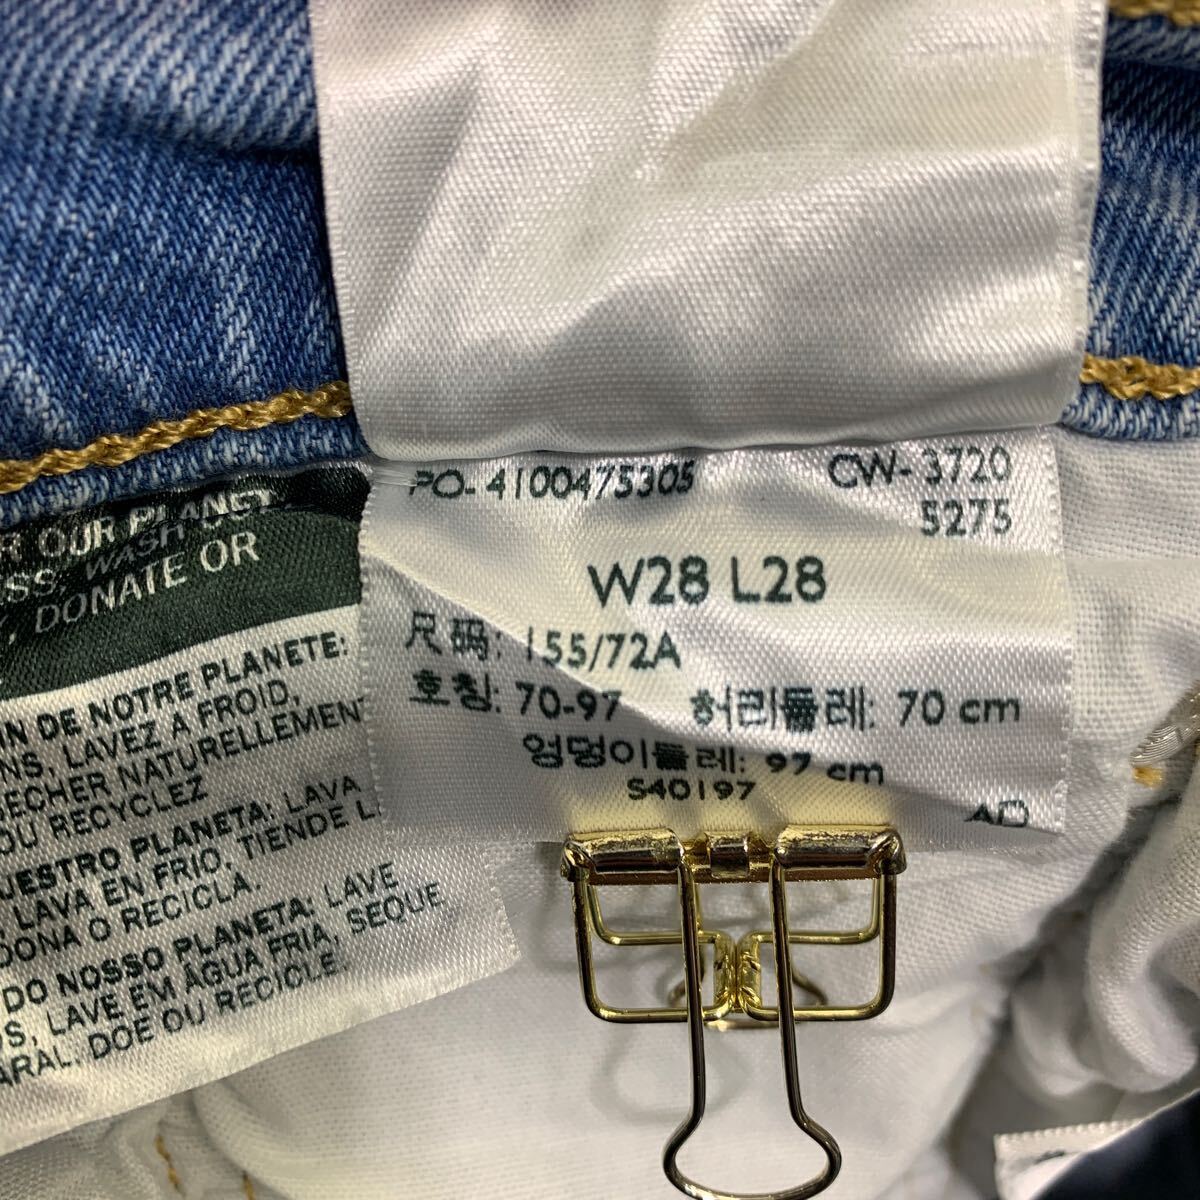 R OUR PLANET
SS, WASH
, DONATE OR
IN DE NOTRE PLANETE:
NS, LAVEZ A FROID,
SECHER NATURELLEMENT
OU RECYCLEZ
UESTRO PLANETA: LAVA
LAVA EN FRIO, TIENDE L
DONA O RECICLA.
DO NOSSO PLANETA: LAVE
OS, LAVE EM ÁGUA FRIA, SEQUE
ARAL. DOE OU RECICLE.
PO- 4100475305
CW- 3720
5275
W28 L28
尺码: 155/72A
호칭: 70-97 허리둘레: 70 cm
엉덩이둘레: 97 cm
S40197
AD